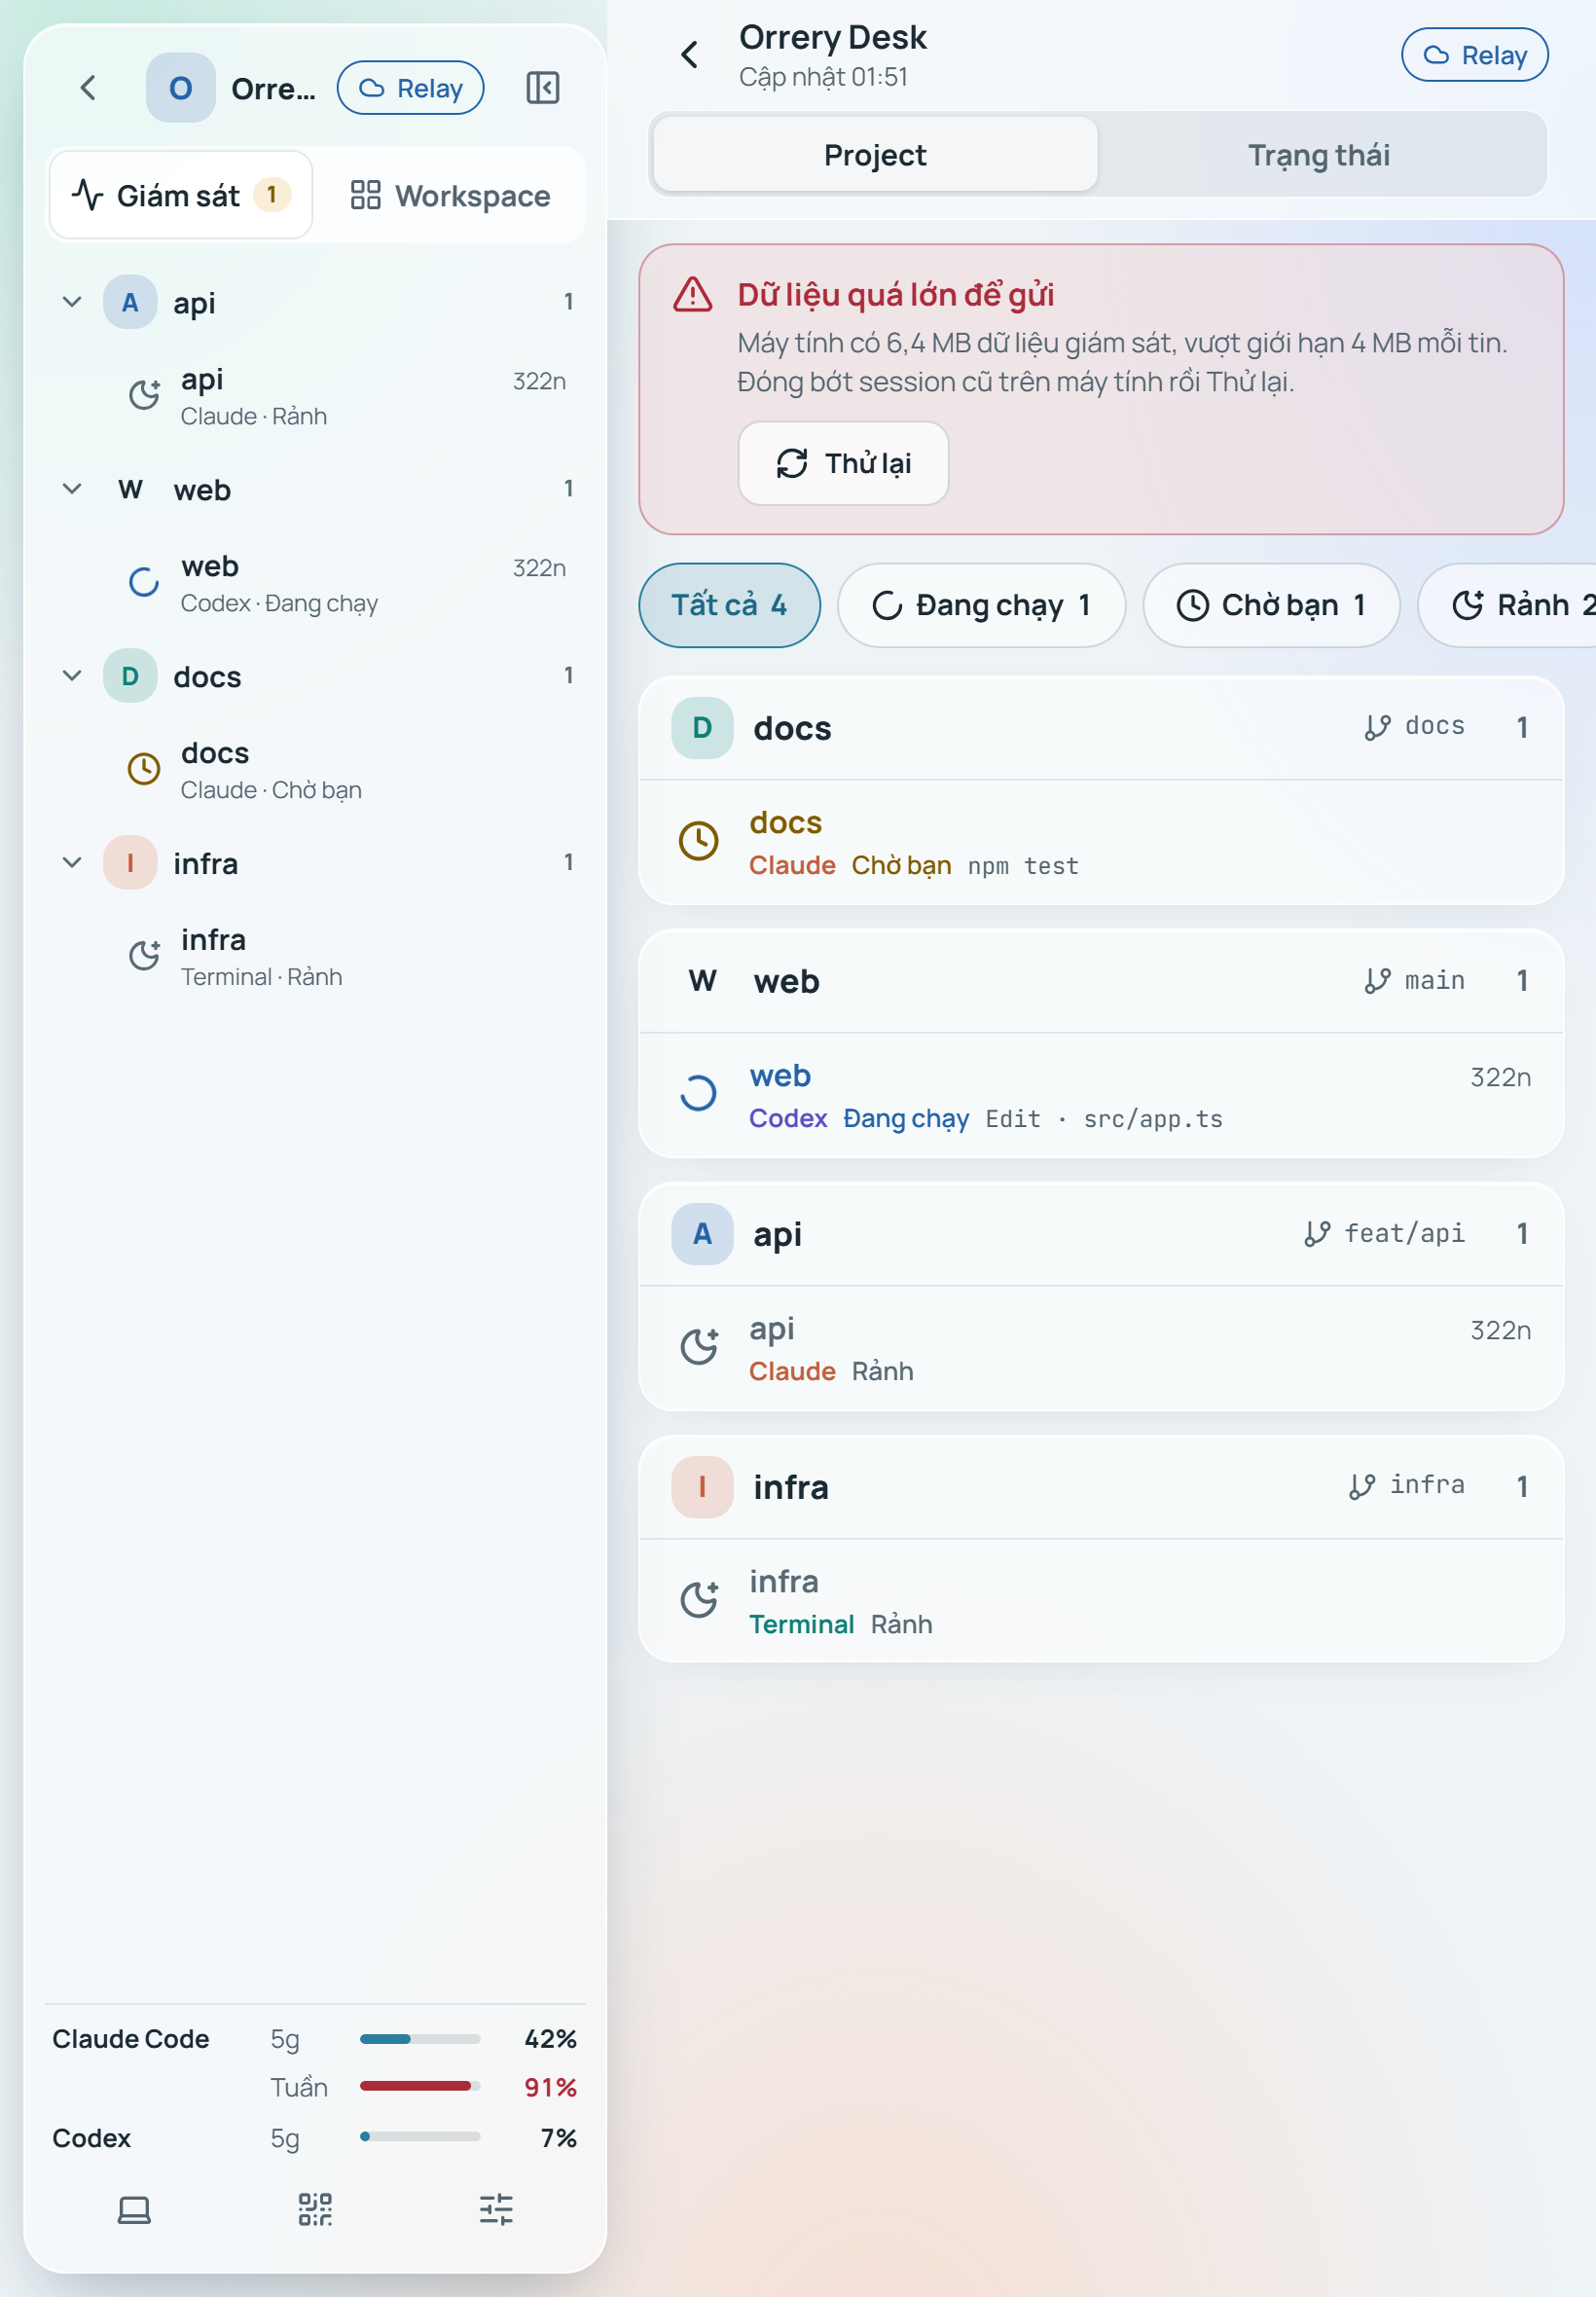 O
Orre...
Relay
Giám sát 1
Workspace
A api 1
api 322n
Claude · Rảnh
W web 1
web 322n
Codex · Đang chạy
D docs 1
docs
Claude · Chờ bạn
I infra 1
infra
Terminal · Rảnh
Claude Code 5g 42%
Tuần 91%
Codex 5g 7%
Orrery Desk
Cập nhật 01:51
Relay
Project
Trạng thái
Dữ liệu quá lớn để gửi
Máy tính có 6,4 MB dữ liệu giám sát, vượt giới hạn 4 MB mỗi tin.
Đóng bớt session cũ trên máy tính rồi Thử lại.
Thử lại
Tất cả 4
Đang chạy 1
Chờ bạn 1
Rảnh 2
D docs docs 1
docs
Claude Chờ bạn npm test
W web main 1
web 322n
Codex Đang chạy Edit · src/app.ts
A api feat/api 1
api 322n
Claude Rảnh
I infra infra 1
infra
Terminal Rảnh